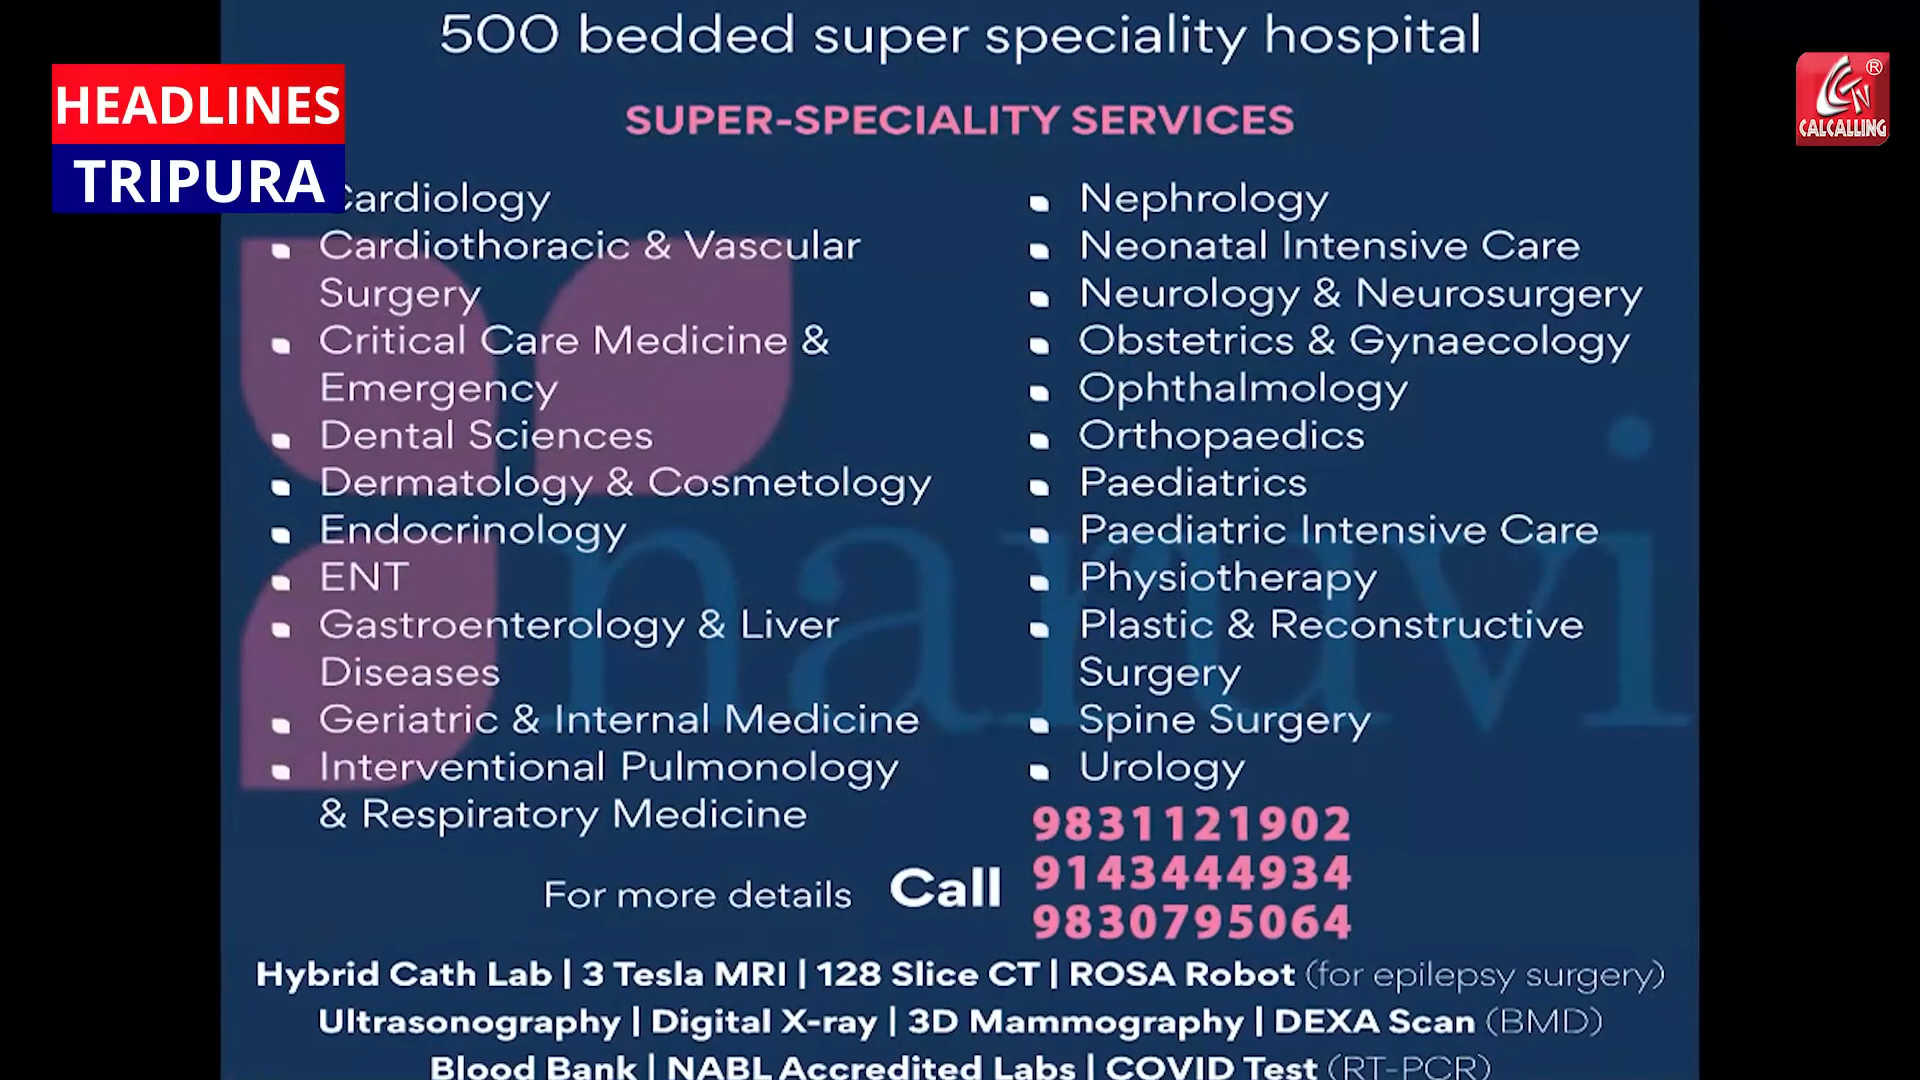 500 bedded super speciality hospital
HEADLINES
TRIPURA
® 
CALCALLING
SUPER-SPECIALITY SERVICES
Cardiology
Cardiothoracic & Vascular
Surgery
Critical Care Medicine &
Emergency
Dental Sciences
Dermatology & Cosmetology
Endocrinology
ENT
Gastroenterology & Liver
Diseases
Geriatric & Internal Medicine
Interventional Pulmonology
& Respiratory Medicine
Nephrology
Neonatal Intensive Care
Neurology & Neurosurgery
Obstetrics & Gynaecology
Ophthalmology
Orthopaedics
Paediatrics
Paediatric Intensive Care
Physiotherapy
Plastic & Reconstructive
Surgery
Spine Surgery
Urology
naruvi
For more details Call
9831121902
9143444934
9830795064
Hybrid Cath Lab | 3 Tesla MRI | 128 Slice CT | ROSA Robot (for epilepsy surgery)
Ultrasonography | Digital X-ray | 3D Mammography | DEXA Scan (BMD)
Blood Bank | NABL Accredited Labs | COVID Test (RT-PCR)